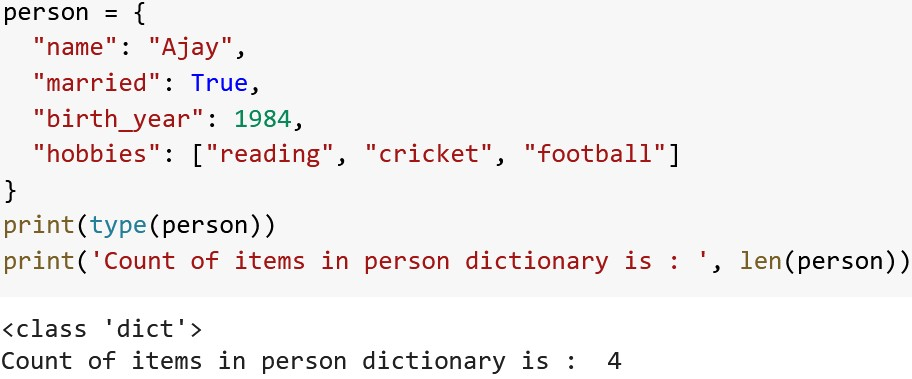 person = {
  "name": "Ajay",
  "married": True,
  "birth_year": 1984,
  "hobbies": ["reading", "cricket", "football"]
}
print(type(person))
print('Count of items in person dictionary is : ', len(person))
<class 'dict'>
Count of items in person dictionary is :  4